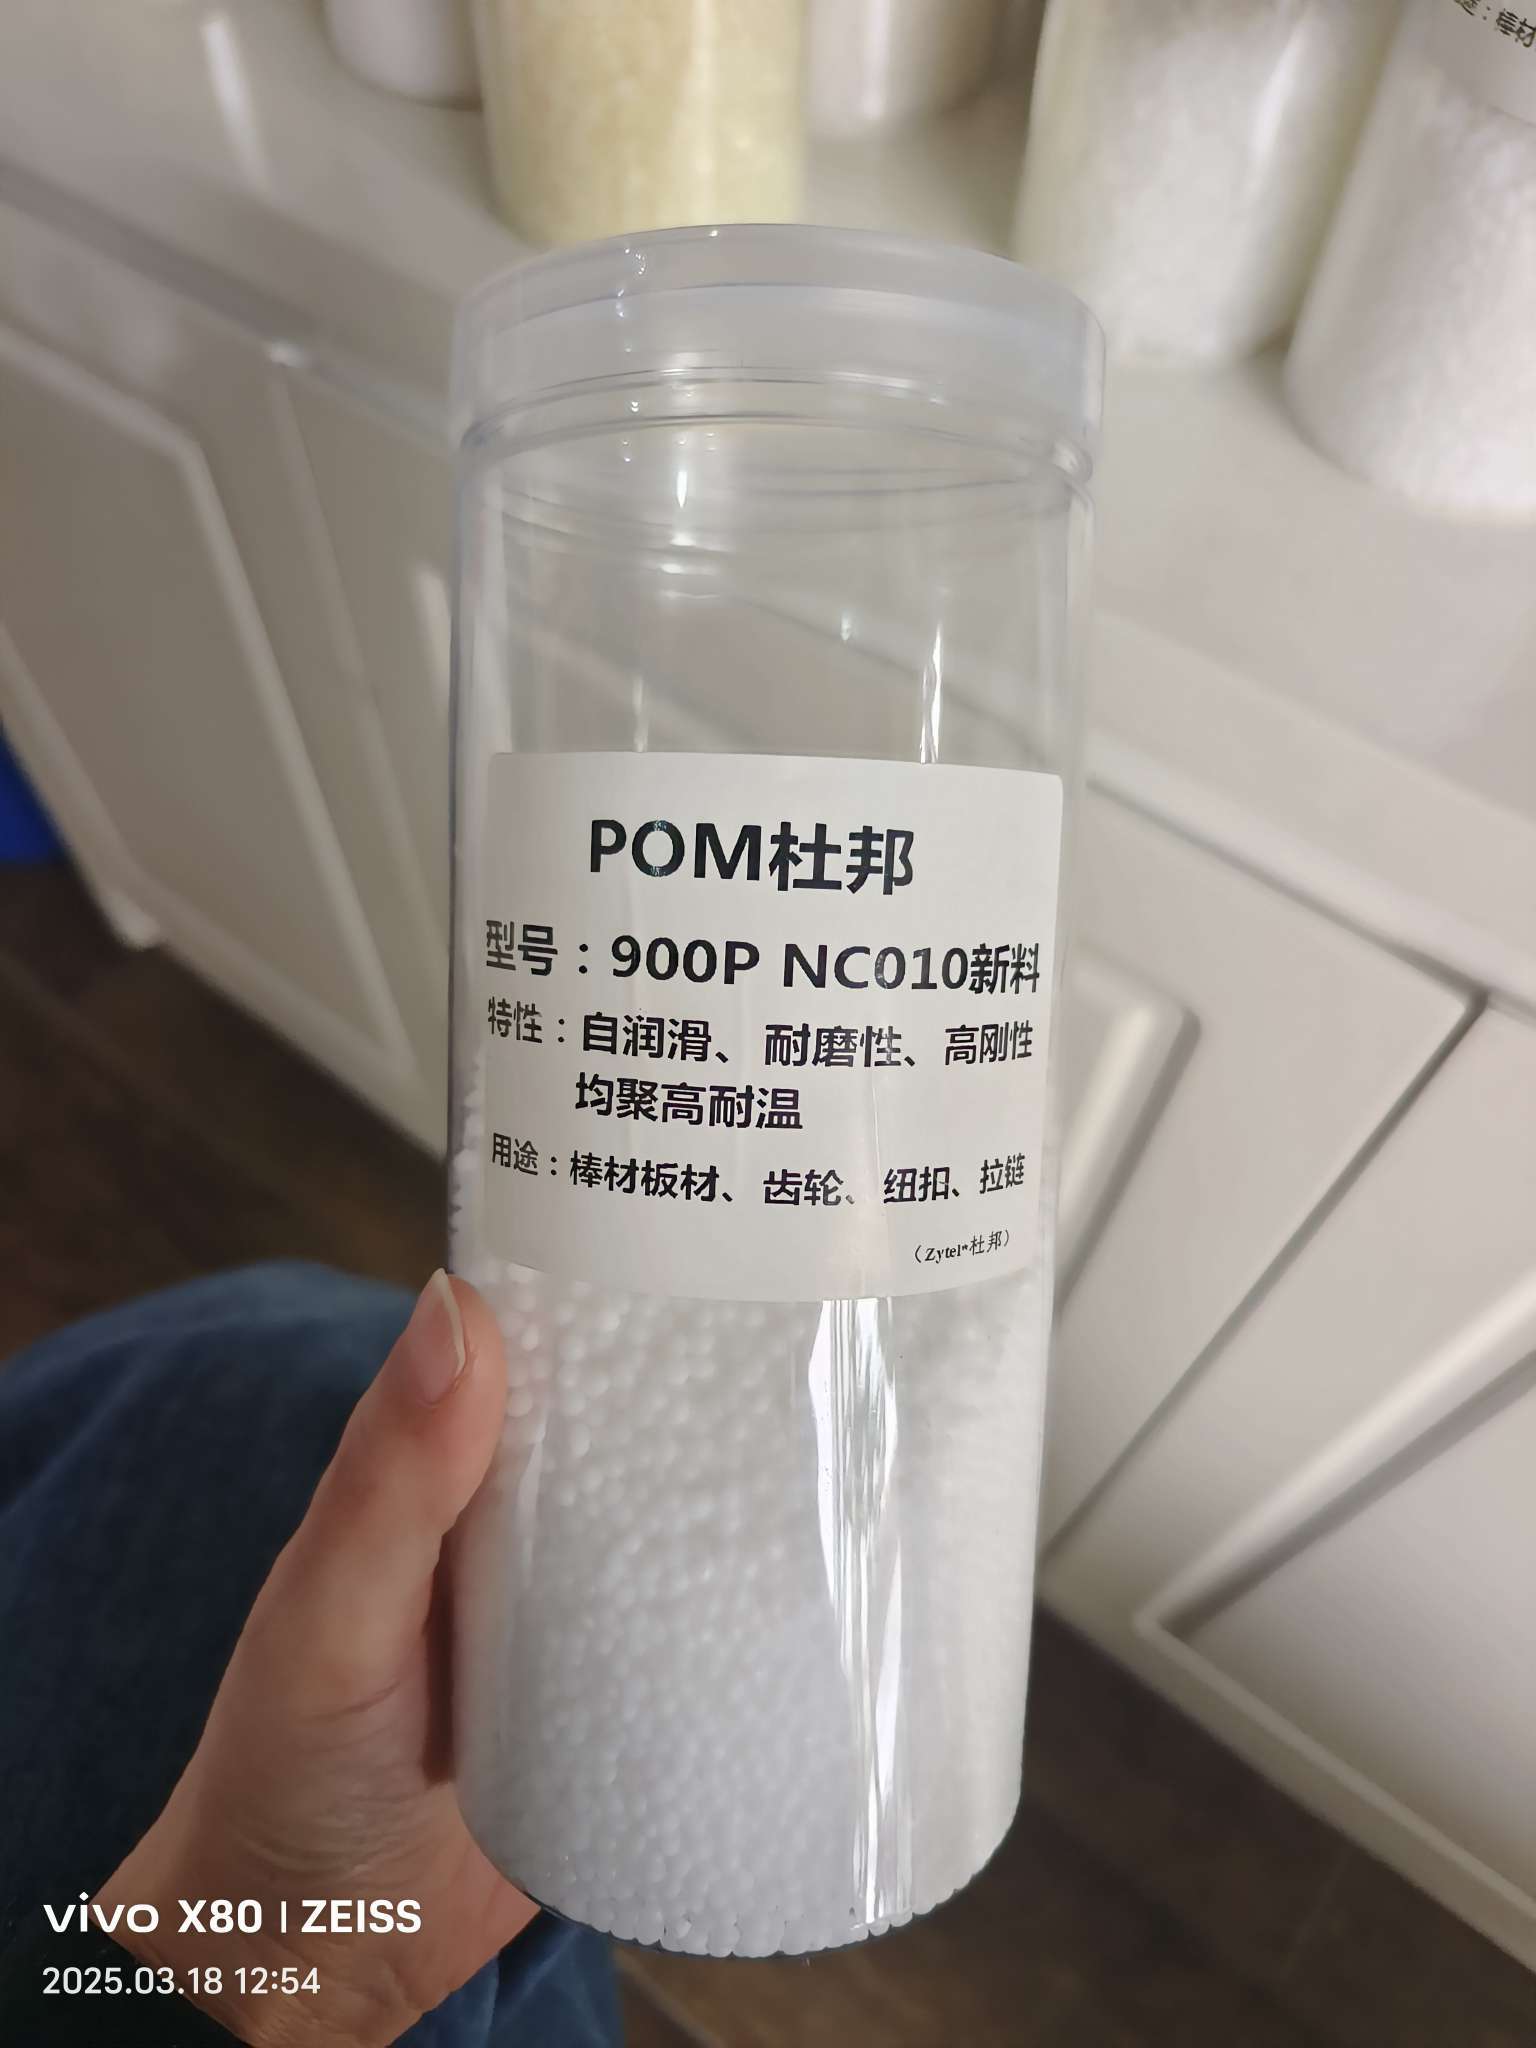 POM杜邦
型号：900P NC010新料
特性：自润滑、耐磨性、高刚性
均聚高耐温
用途：棒材板材、齿轮、纽扣、拉链
（Zytel*杜邦）
vivo X80 | ZEISS
2025.03.18 12:54